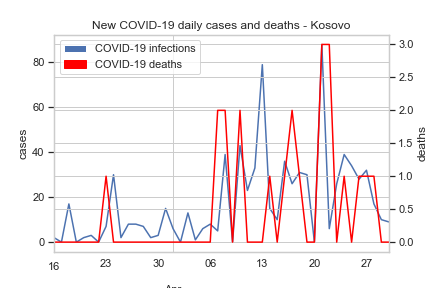 New COVID-19 daily cases and deaths - Kosovo
COVID-19 infections
COVID-19 deaths
cases
80
60
40
20
0
deaths
3.0
2.5
2.0
1.5
1.0
0.5
0.0
16 23 30 06 13 20 27